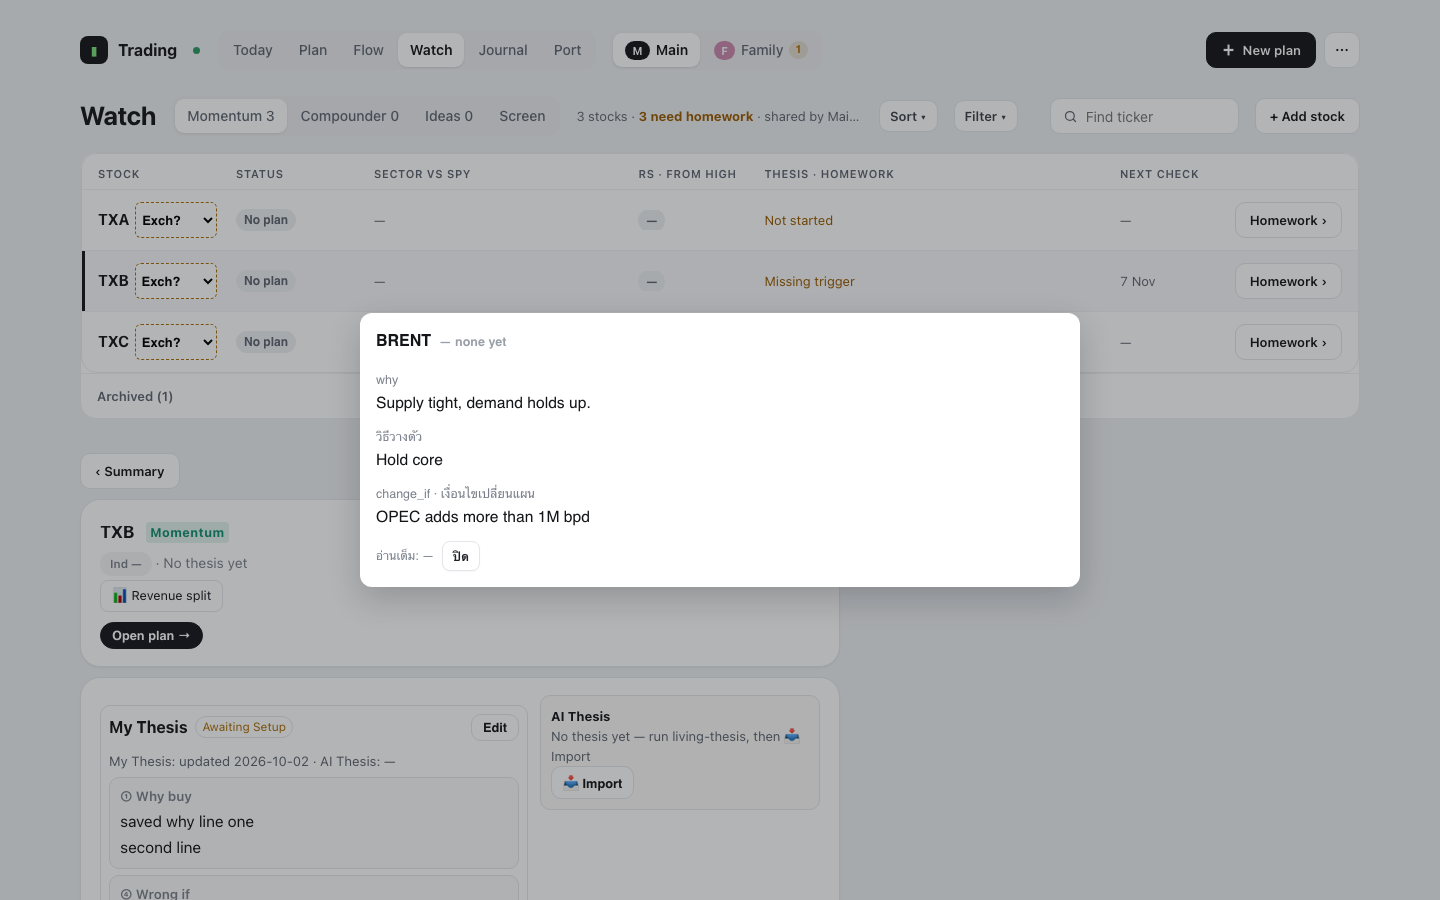 Trading
Today Plan Flow Watch Journal Port
M Main F Family 1
+ New plan ...
Watch
Momentum 3 Compounder 0 Ideas 0 Screen
3 stocks · 3 need homework · shared by Mai...
Sort ▾ Filter ▾
Find ticker
+ Add stock
STOCK STATUS SECTOR VS SPY RS · FROM HIGH THESIS · HOMEWORK NEXT CHECK
TXA Exch? No plan — — Not started — Homework ›
TXB Exch? No plan — — Missing trigger 7 Nov Homework ›
TXC Exch? No plan — Homework ›
Archived (1)
BRENT — none yet
why
Supply tight, demand holds up.
วิธีวางตัว
Hold core
change_if · เงื่อนไขเปลี่ยนแผน
OPEC adds more than 1M bpd
อ่านเต็ม: — ปิด
‹ Summary
TXB Momentum
Ind — · No thesis yet
Revenue split
Open plan →
My Thesis Awaiting Setup Edit
My Thesis: updated 2026-10-02 · AI Thesis: —
① Why buy
saved why line one
second line
④ Wrong if
AI Thesis
No thesis yet — run living-thesis, then 📥
Import
📥 Import